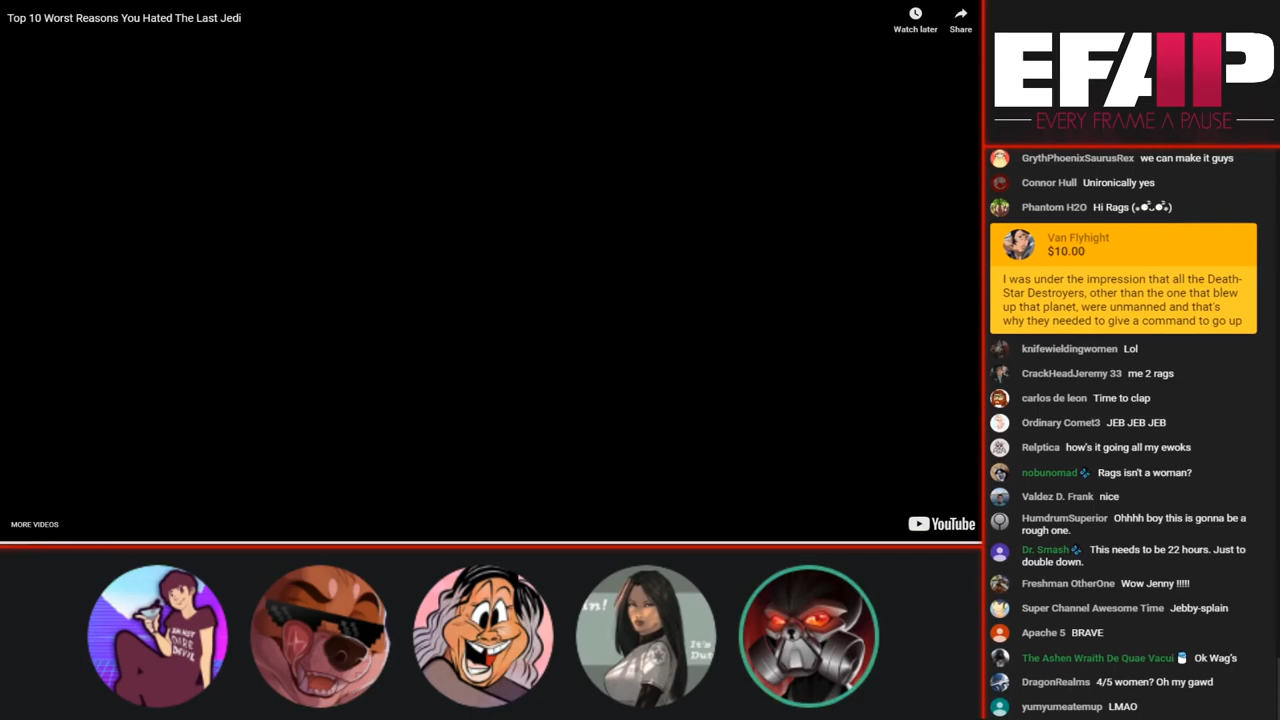 Top 10 Worst Reasons You Hated The Last Jedi
Watch later
Share
MORE VIDEOS
YouTube
EFAP
EVERY FRAME A PAUSE
GrythPhoenixSaurusRex we can make it guys
Connor Hull Unironically yes
Phantom H2O Hi Rags
Van Flyhight
$10.00
I was under the impression that all the Death-
Star Destroyers, other than the one that blew
up that planet, were unmanned and that's
why they needed to give a command to go up
knifewieldingwomen Lol
CrackHeadJeremy 33 me 2 rags
carlos de leon Time to clap
Ordinary Comet3 JEB JEB JEB
Relptica how's it going all my ewoks
nobunomad Rags isn't a woman?
Valdez D. Frank nice
HumdrumSuperior Ohhhh boy this is gonna be a
rough one.
Dr. Smash This needs to be 22 hours. Just to
double down.
Freshman OtherOne Wow Jenny !!!!!
Super Channel Awesome Time Jebby-splain
Apache 5 BRAVE
The Ashen Wraith De Quae Vacui Ok Wag's
DragonRealms 4/5 women? Oh my gawd
yumyumeatemup LMAO
I'M NOT
DARE
DEVIL
in!
It's